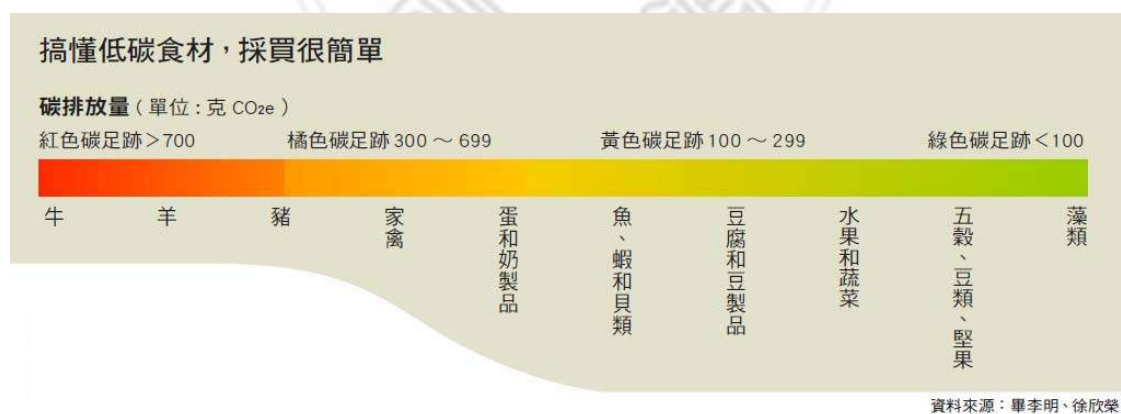 搞懂低碳食材，採買很簡單
碳排放量（單位：克 CO₂e）
紅色碳足跡＞700
橘色碳足跡 300 ～ 699
黃色碳足跡 100 ～ 299
綠色碳足跡＜100
牛
羊
豬
家禽
蛋和奶製品
魚、蝦和貝類
豆腐和豆製品
水果和蔬菜
五穀、豆類、堅果
藻類
資料來源：畢李明、徐欣榮